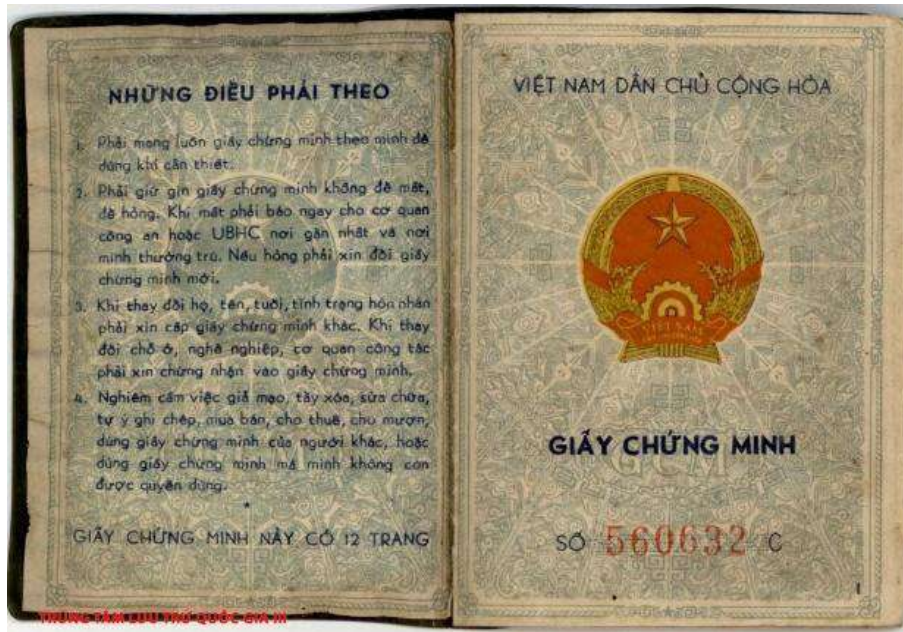 NHỮNG ĐIỀU PHẢI THEO
1. Phải mang luôn giấy chứng minh theo mình để
dùng khi cần thiết.
2. Phải giữ gìn giấy chứng minh không để mất,
để hỏng. Khi mất phải báo ngay cho cơ quan
công an hoặc UBHC nơi gần nhất và nơi
mình thường trú. Nếu hỏng phải xin đổi giấy
chứng minh mới.
3. Khi thay đổi họ, tên, tuổi, tình trạng hôn nhân
phải xin cấp giấy chứng minh khác. Khi thay
đổi chỗ ở, nghề nghiệp, cơ quan công tác
phải xin chứng nhận vào giấy chứng minh.
4. Nghiêm cấm việc giả mạo, tẩy xóa, sửa chữa,
tự ý ghi chép, mua bán, cho thuê, cho mượn,
dùng giấy chứng minh của người khác, hoặc
dùng giấy chứng minh mà mình không còn
được quyền dùng.
*
GIẤY CHỨNG MINH NÀY CÓ 12 TRANG
TRUNG TÂM LƯU TRỮ QUỐC GIA III
VIỆT NAM DÂN CHỦ CỘNG HÒA
VIỆT NAM
GIẤY CHỨNG MINH
GCM
SỐ 560632 C
1